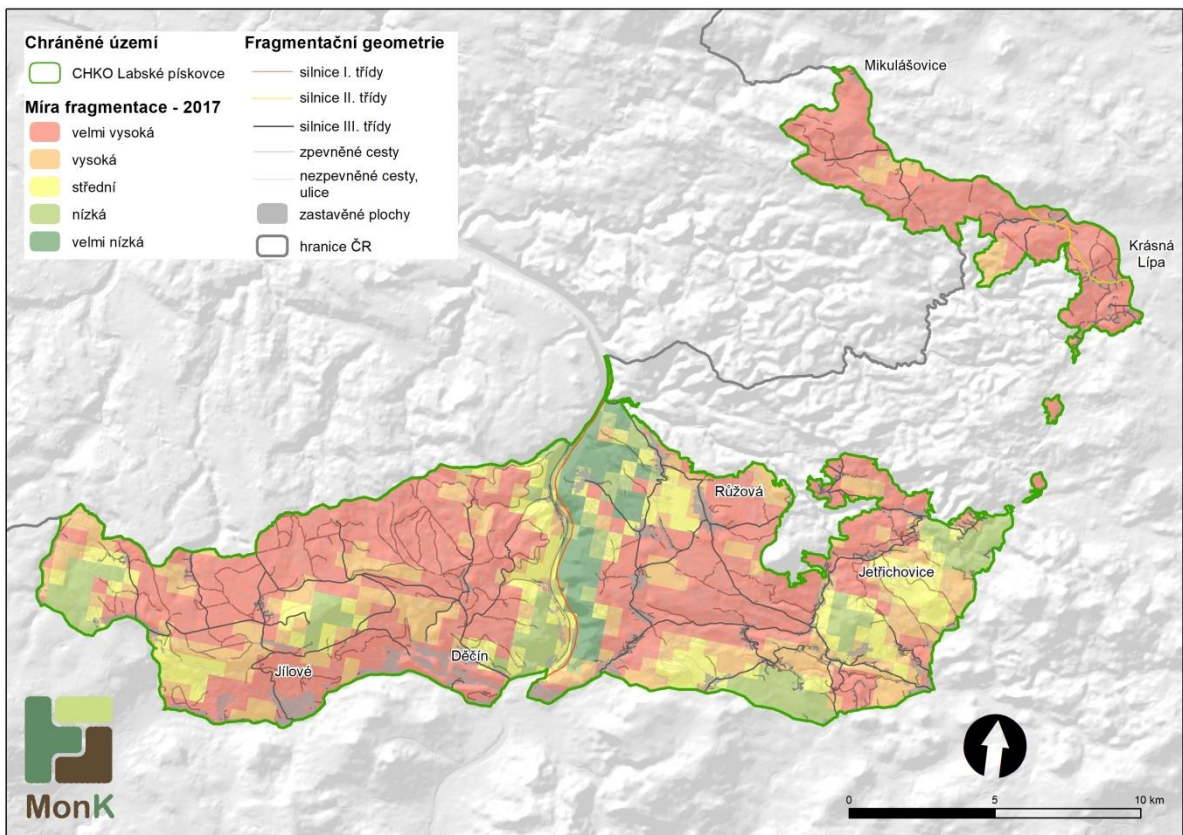 Chráněné území
CHKO Labské pískovce
Míra fragmentace - 2017
velmi vysoká
vysoká
střední
nízká
velmi nízká
Fragmentační geometrie
silnice I. třídy
silnice II. třídy
silnice III. třídy
zpevněné cesty
nezpevněné cesty,
ulice
zastavěné plochy
hranice ČR
Mikulášovice
Krásná
Lípa
Růžová
Jetřichovice
Děčín
Jílové
MonK
0 5 10 km